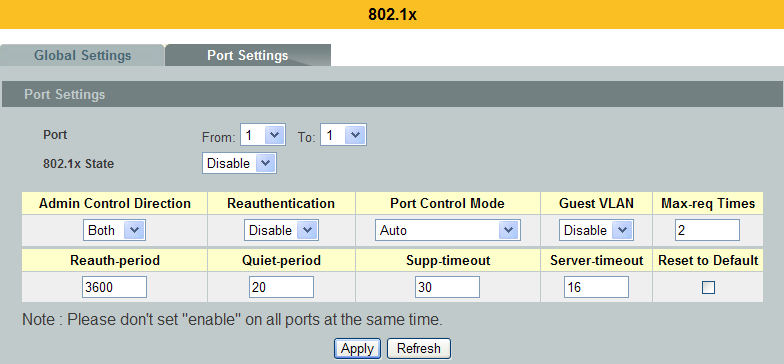 802.1x
Global Settings Port Settings
Port Settings
Port From: 1 To: 1
802.1x State Disable
Admin Control Direction Reauthentication Port Control Mode Guest VLAN Max-req Times
Both Disable Auto Disable 2
Reauth-period Quiet-period Supp-timeout Server-timeout Reset to Default
3600 20 30 16
Note : Please don't set "enable" on all ports at the same time.
Apply Refresh